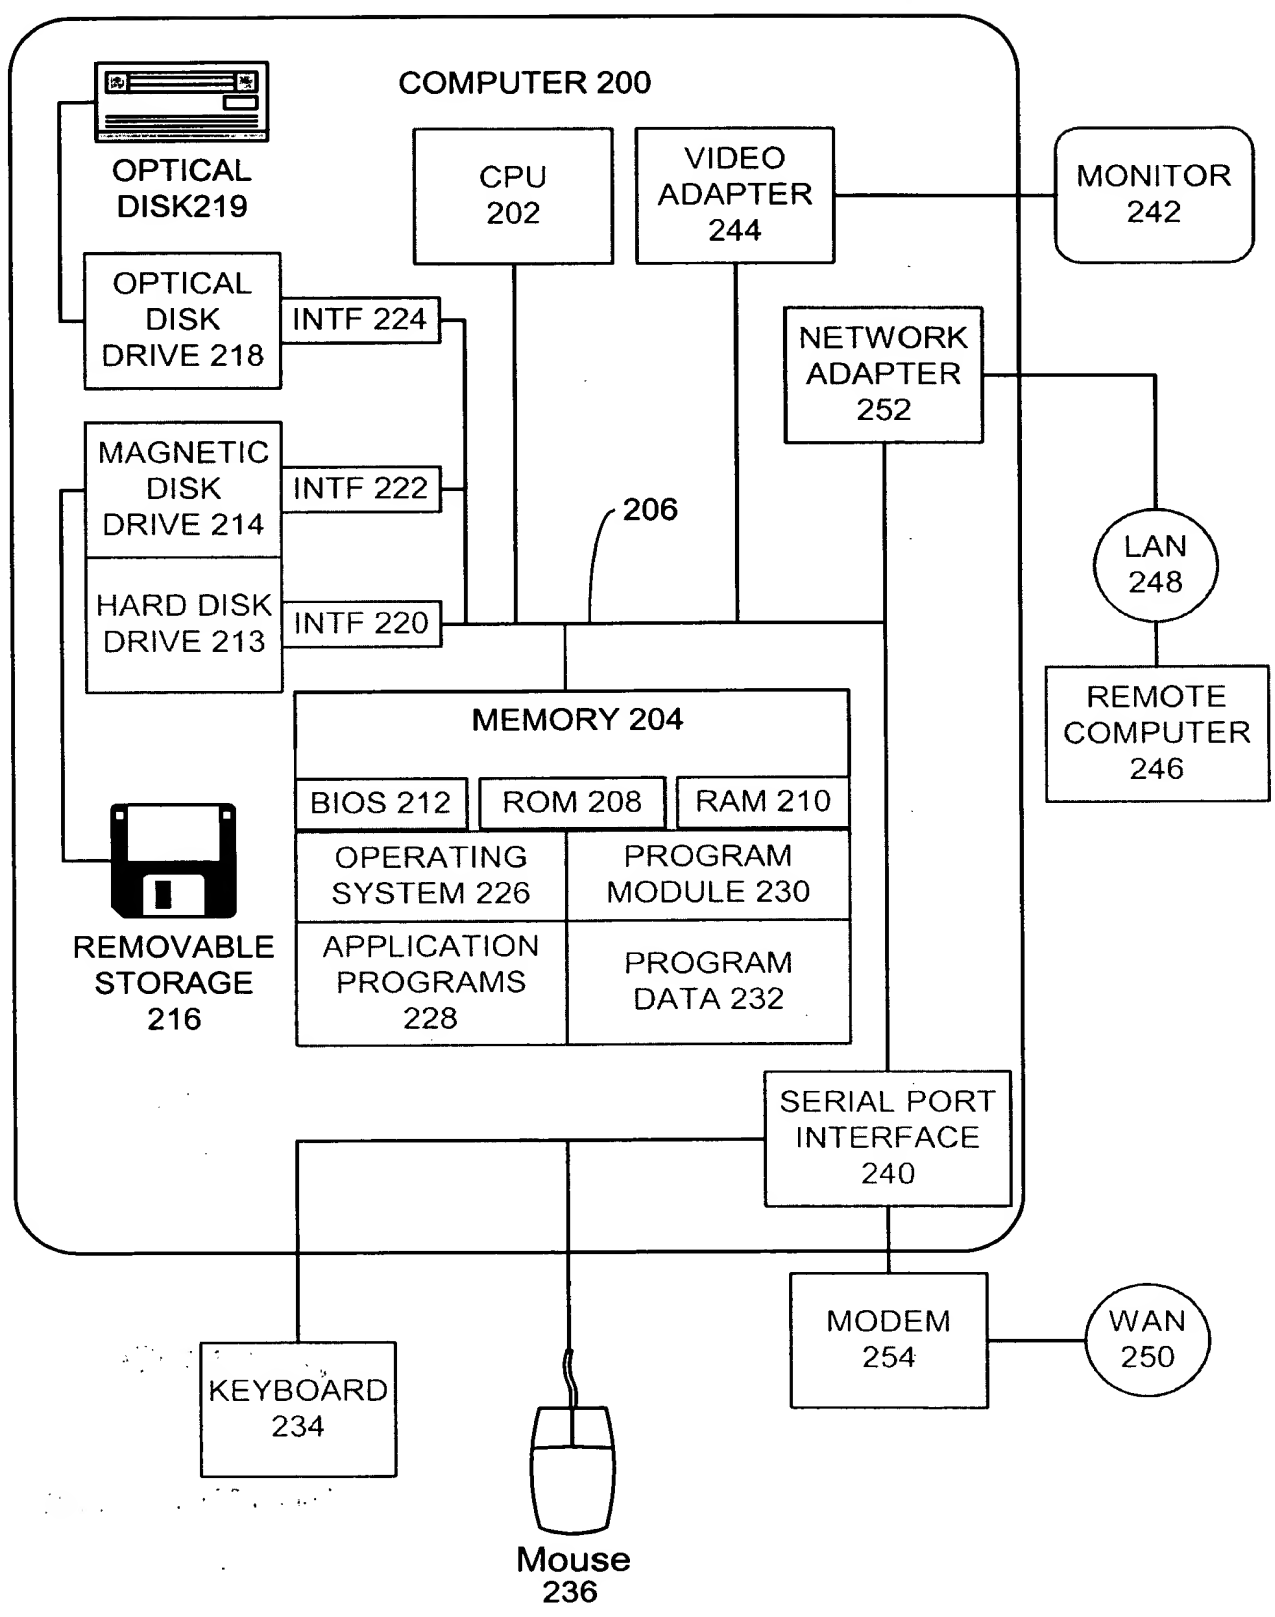 COMPUTER 200
OPTICAL
DISK219
CPU
202
VIDEO
ADAPTER
244
MONITOR
242
OPTICAL
DISK
DRIVE 218
INTF 224
NETWORK
ADAPTER
252
MAGNETIC
DISK
DRIVE 214
INTF 222
206
LAN
248
HARD DISK
DRIVE 213
INTF 220
REMOTE
COMPUTER
246
MEMORY 204
BIOS 212
ROM 208
RAM 210
OPERATING
SYSTEM 226
PROGRAM
MODULE 230
REMOVABLE
STORAGE
216
APPLICATION
PROGRAMS
228
PROGRAM
DATA 232
SERIAL PORT
INTERFACE
240
MODEM
254
WAN
250
KEYBOARD
234
Mouse
236